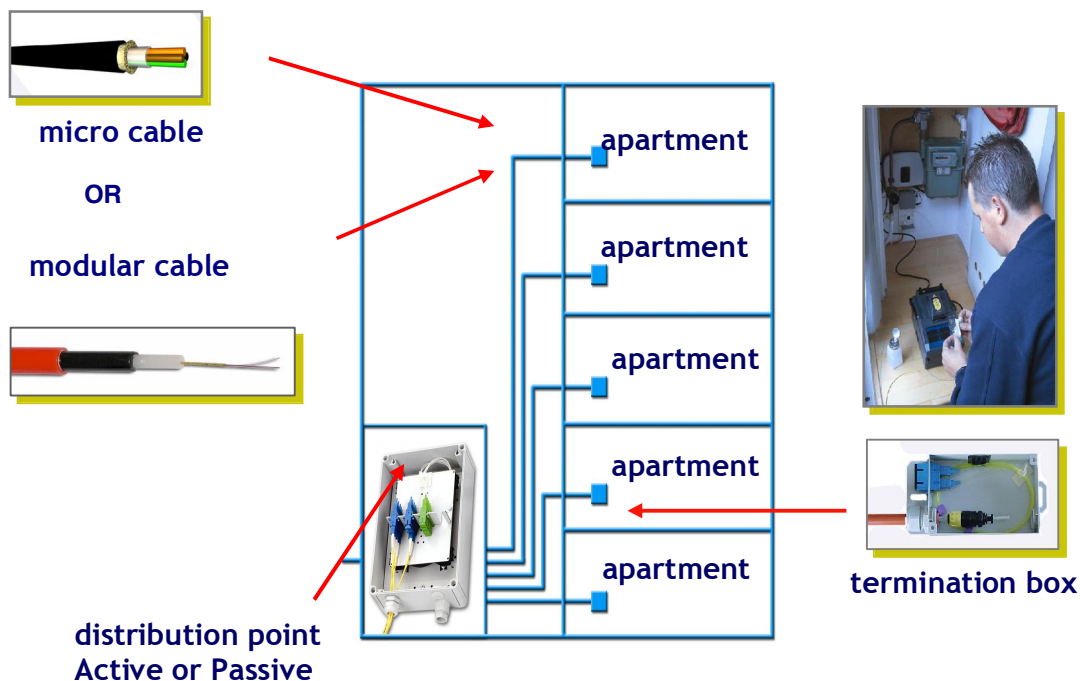 micro cable
OR
modular cable
apartment
apartment
apartment
apartment
apartment
termination box
distribution point
Active or Passive